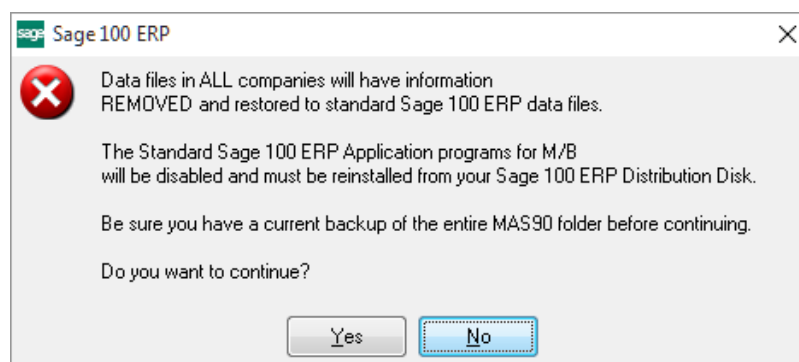 sage Sage 100 ERP
Data files in ALL companies will have information
REMOVED and restored to standard Sage 100 ERP data files.
The Standard Sage 100 ERP Application programs for M/B
will be disabled and must be reinstalled from your Sage 100 ERP Distribution Disk.
Be sure you have a current backup of the entire MAS90 folder before continuing.
Do you want to continue?
Yes No